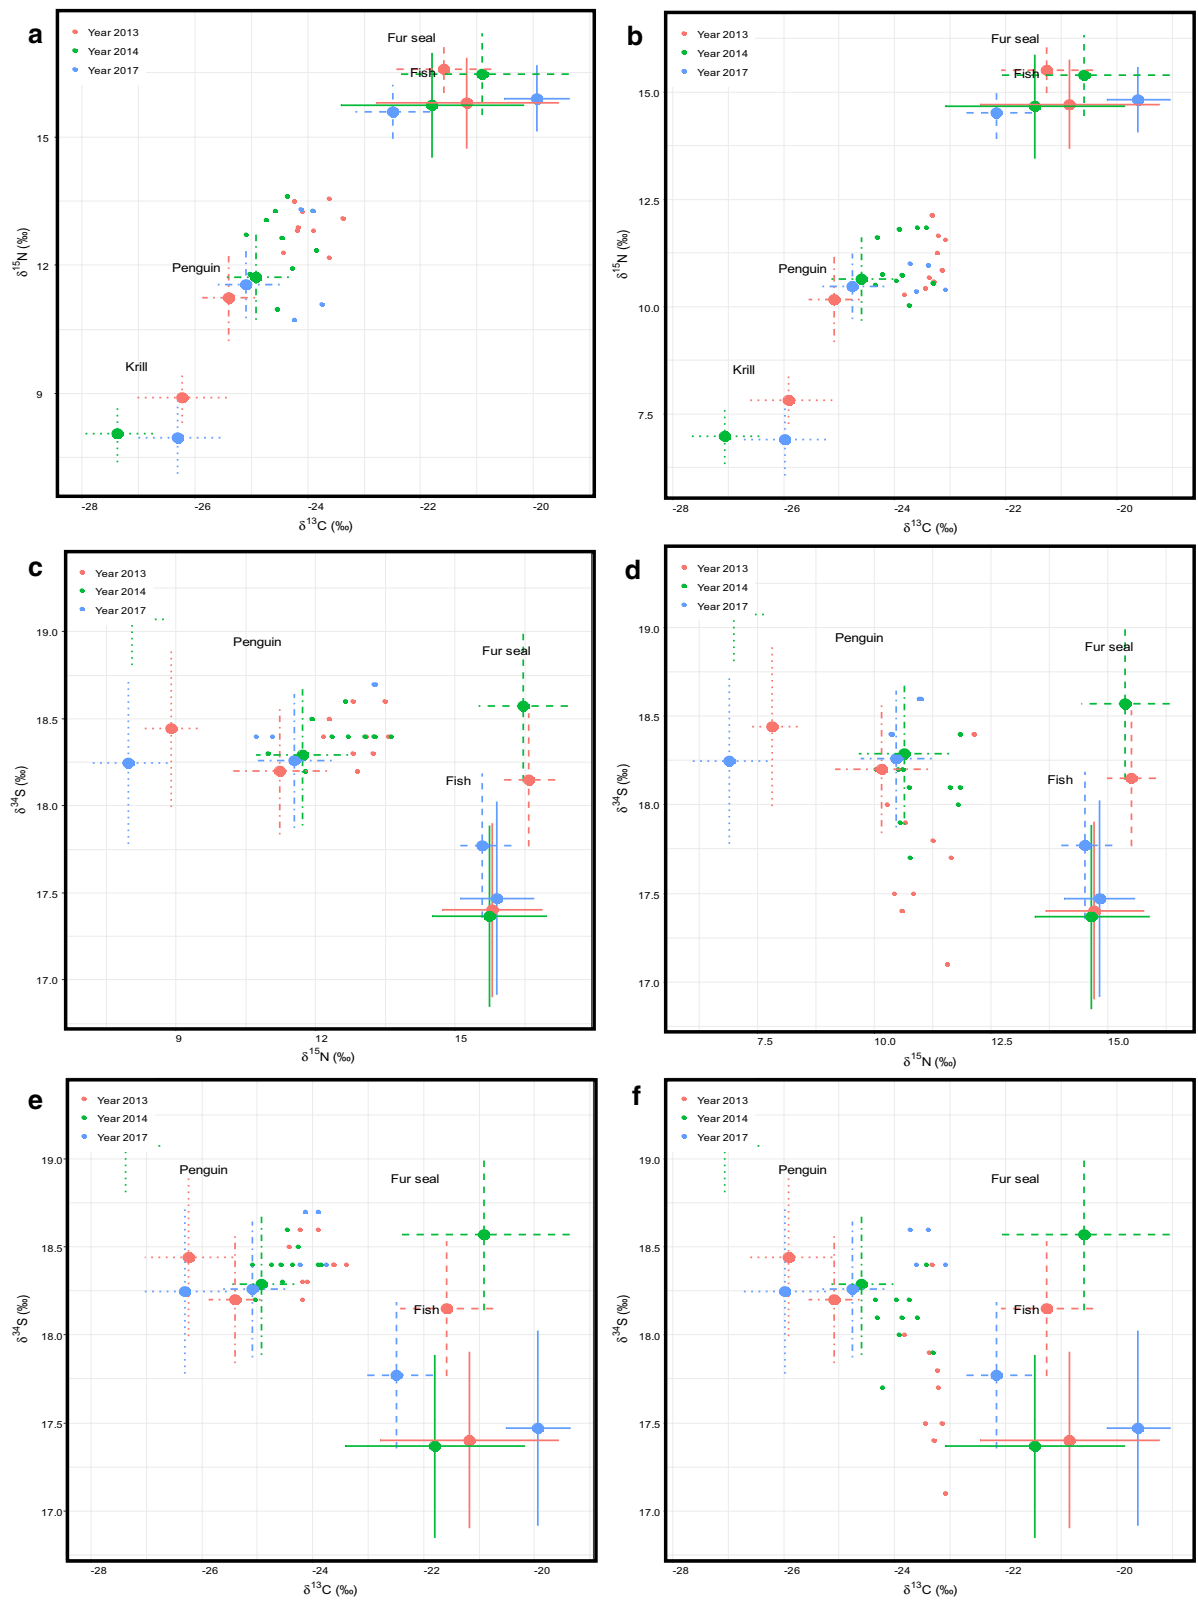 a
Year 2013
Year 2014
Year 2017
Fur seal
Fish
Penguin
Krill
15
12
9
δ15N (‰)
-28
-26
-24
-22
-20
δ13C (‰)
b
Year 2013
Year 2014
Year 2017
Fur seal
Fish
Penguin
Krill
15.0
12.5
10.0
7.5
δ15N (‰)
-28
-26
-24
-22
-20
δ13C (‰)
c
Year 2013
Year 2014
Year 2017
Penguin
Fur seal
Fish
19.0
18.5
18.0
17.5
17.0
δ34S (‰)
9
12
15
δ15N (‰)
d
Year 2013
Year 2014
Year 2017
Penguin
Fur seal
Fish
19.0
18.5
18.0
17.5
17.0
δ34S (‰)
7.5
10.0
12.5
15.0
δ15N (‰)
e
Year 2013
Year 2014
Year 2017
Penguin
Fur seal
Fish
19.0
18.5
18.0
17.5
17.0
δ34S (‰)
-28
-26
-24
-22
-20
δ13C (‰)
f
Year 2013
Year 2014
Year 2017
Penguin
Fur seal
Fish
19.0
18.5
18.0
17.5
17.0
δ34S (‰)
-28
-26
-24
-22
-20
δ13C (‰)